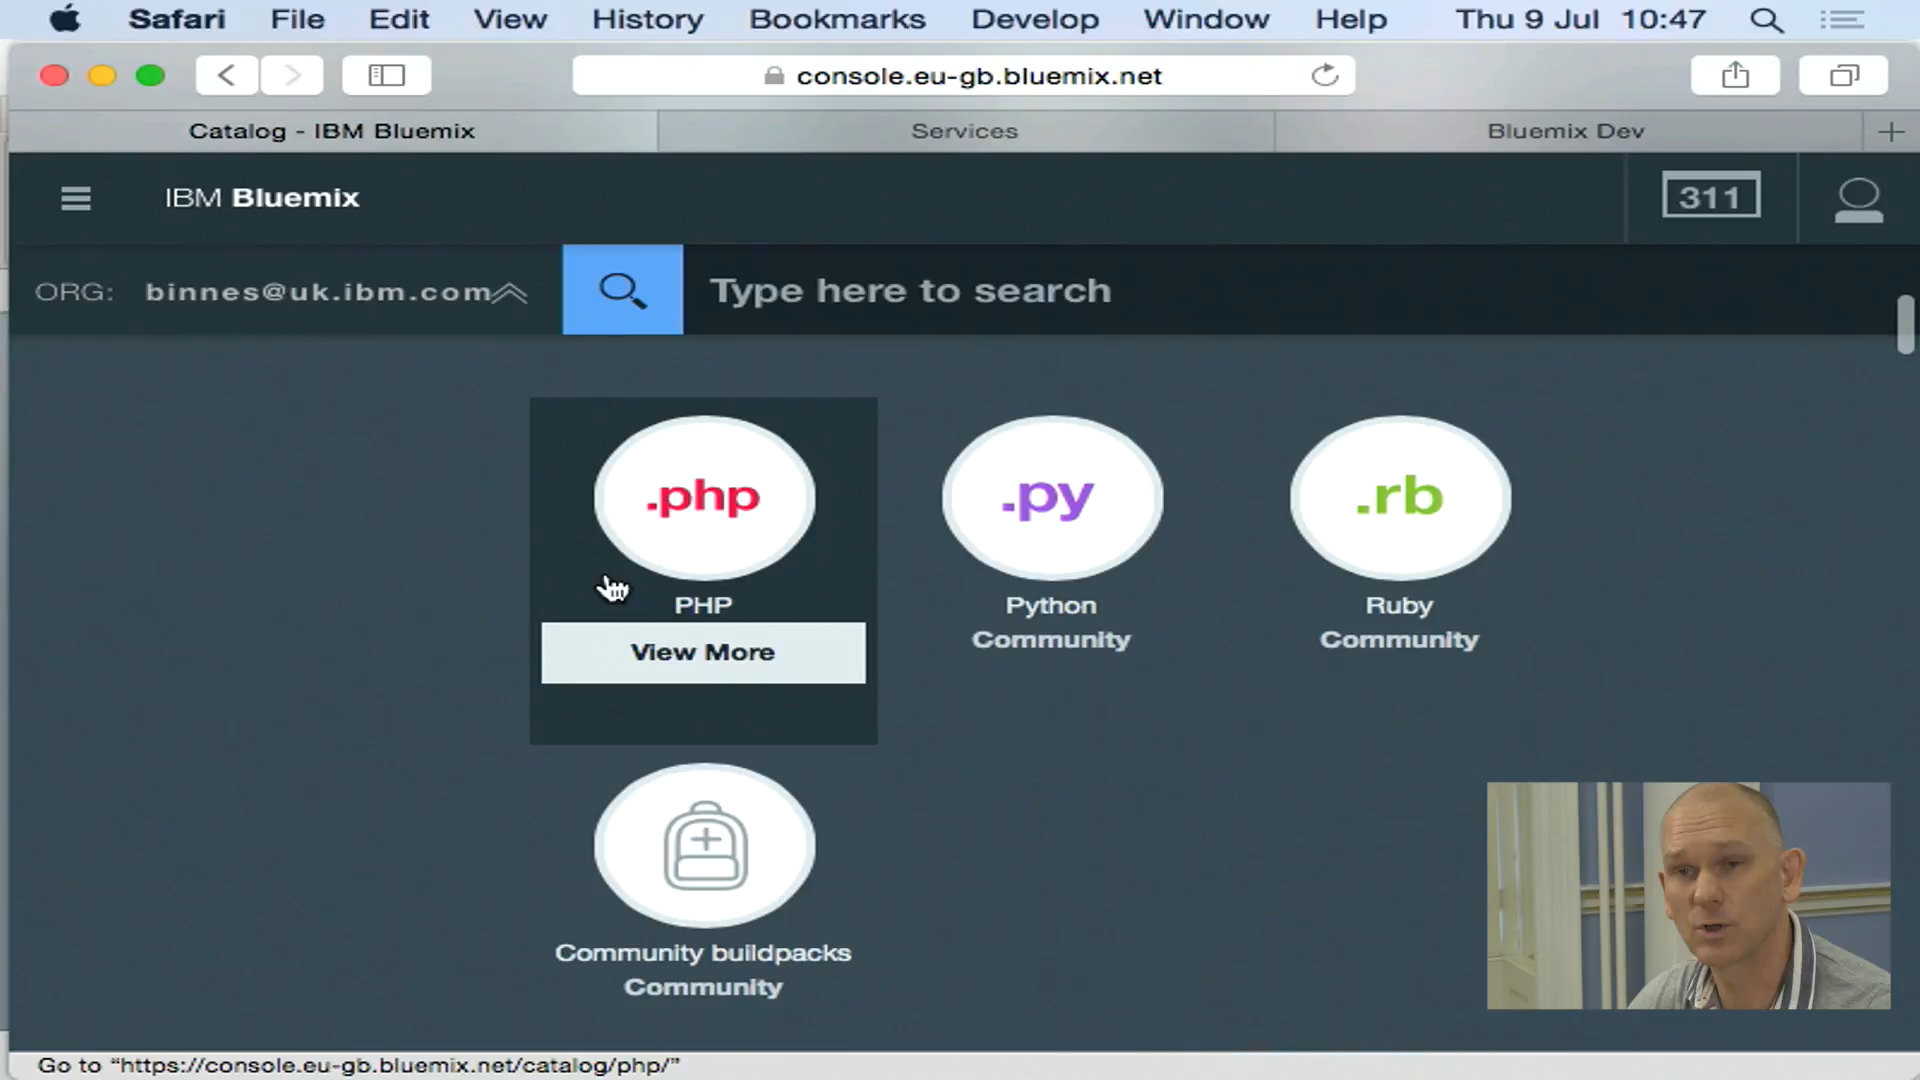 Safari File Edit View History Bookmarks Develop Window Help Thu 9 Jul 10:47
console.eu-gb.bluemix.net
Catalog - IBM Bluemix Services Bluemix Dev
IBM Bluemix 311
ORG: binnes@uk.ibm.com Type here to search
.php .py .rb
PHP Python Ruby
Community Community
View More
Community buildpacks
Community
Go to “https://console.eu-gb.bluemix.net/catalog/php/”